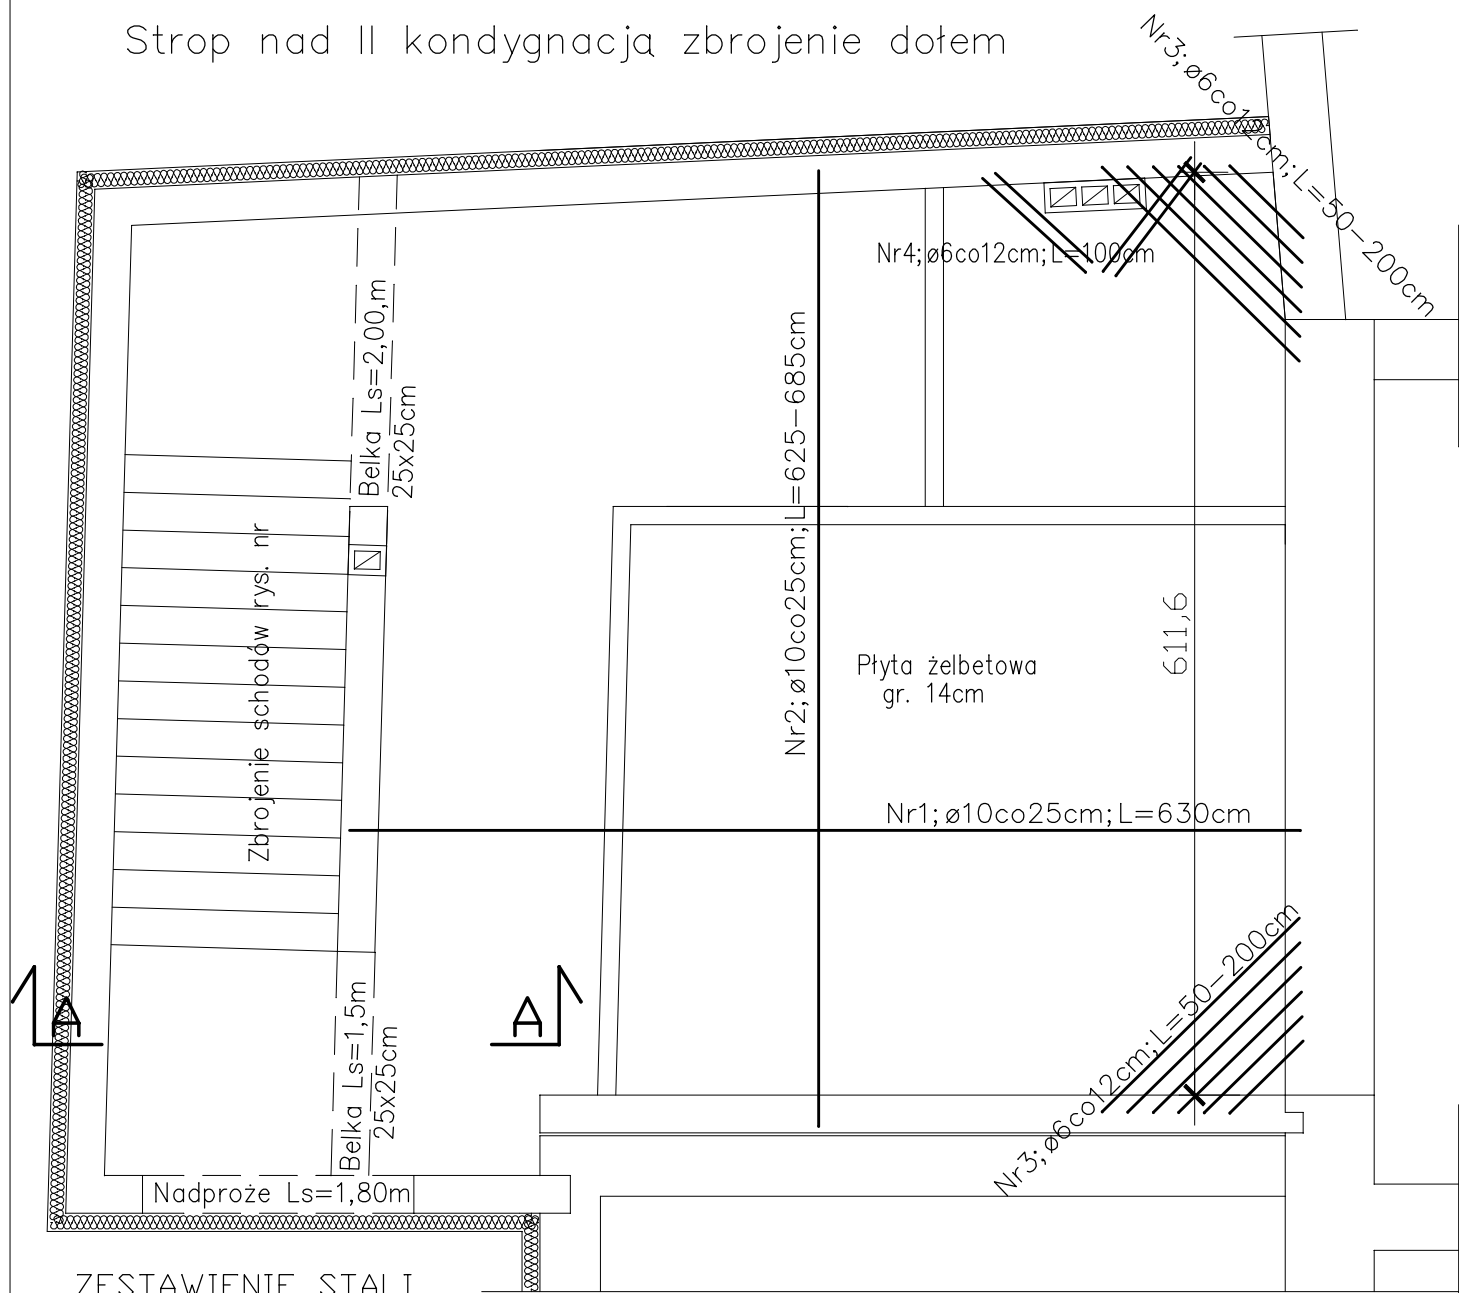 Strop nad II kondygnacją zbrojenie dołem
Nr3;ø6co12cm;L=50-200cm
Nr4;ø6co12cm;L=100cm
Belka Ls=2,00,m
25x25cm
Nr2;ø10co25cm;L=625-685cm
Zbrojenie schodów rys. nr
611,6
Płyta żelbetowa
gr. 14cm
Nr1;ø10co25cm;L=630cm
Nr3;ø6co12cm;L=50-200cm
A
A
Belka Ls=1,5m
25x25cm
Nadproże Ls=1,80m
ZESTAWIENIE STALI